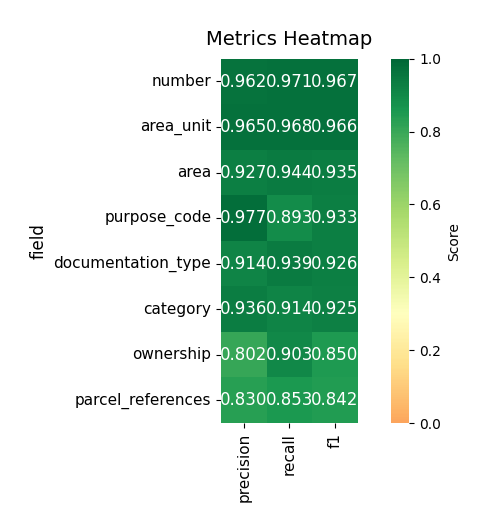 Metrics Heatmap
number 0.962 0.971 0.967
area_unit 0.965 0.968 0.966
area 0.927 0.944 0.935
purpose_code 0.977 0.893 0.933
documentation_type 0.914 0.939 0.926
category 0.936 0.914 0.925
ownership 0.802 0.903 0.850
parcel_references 0.830 0.853 0.842
precision recall f1
field
1.0
0.8
0.6
0.4
0.2
0.0
Score